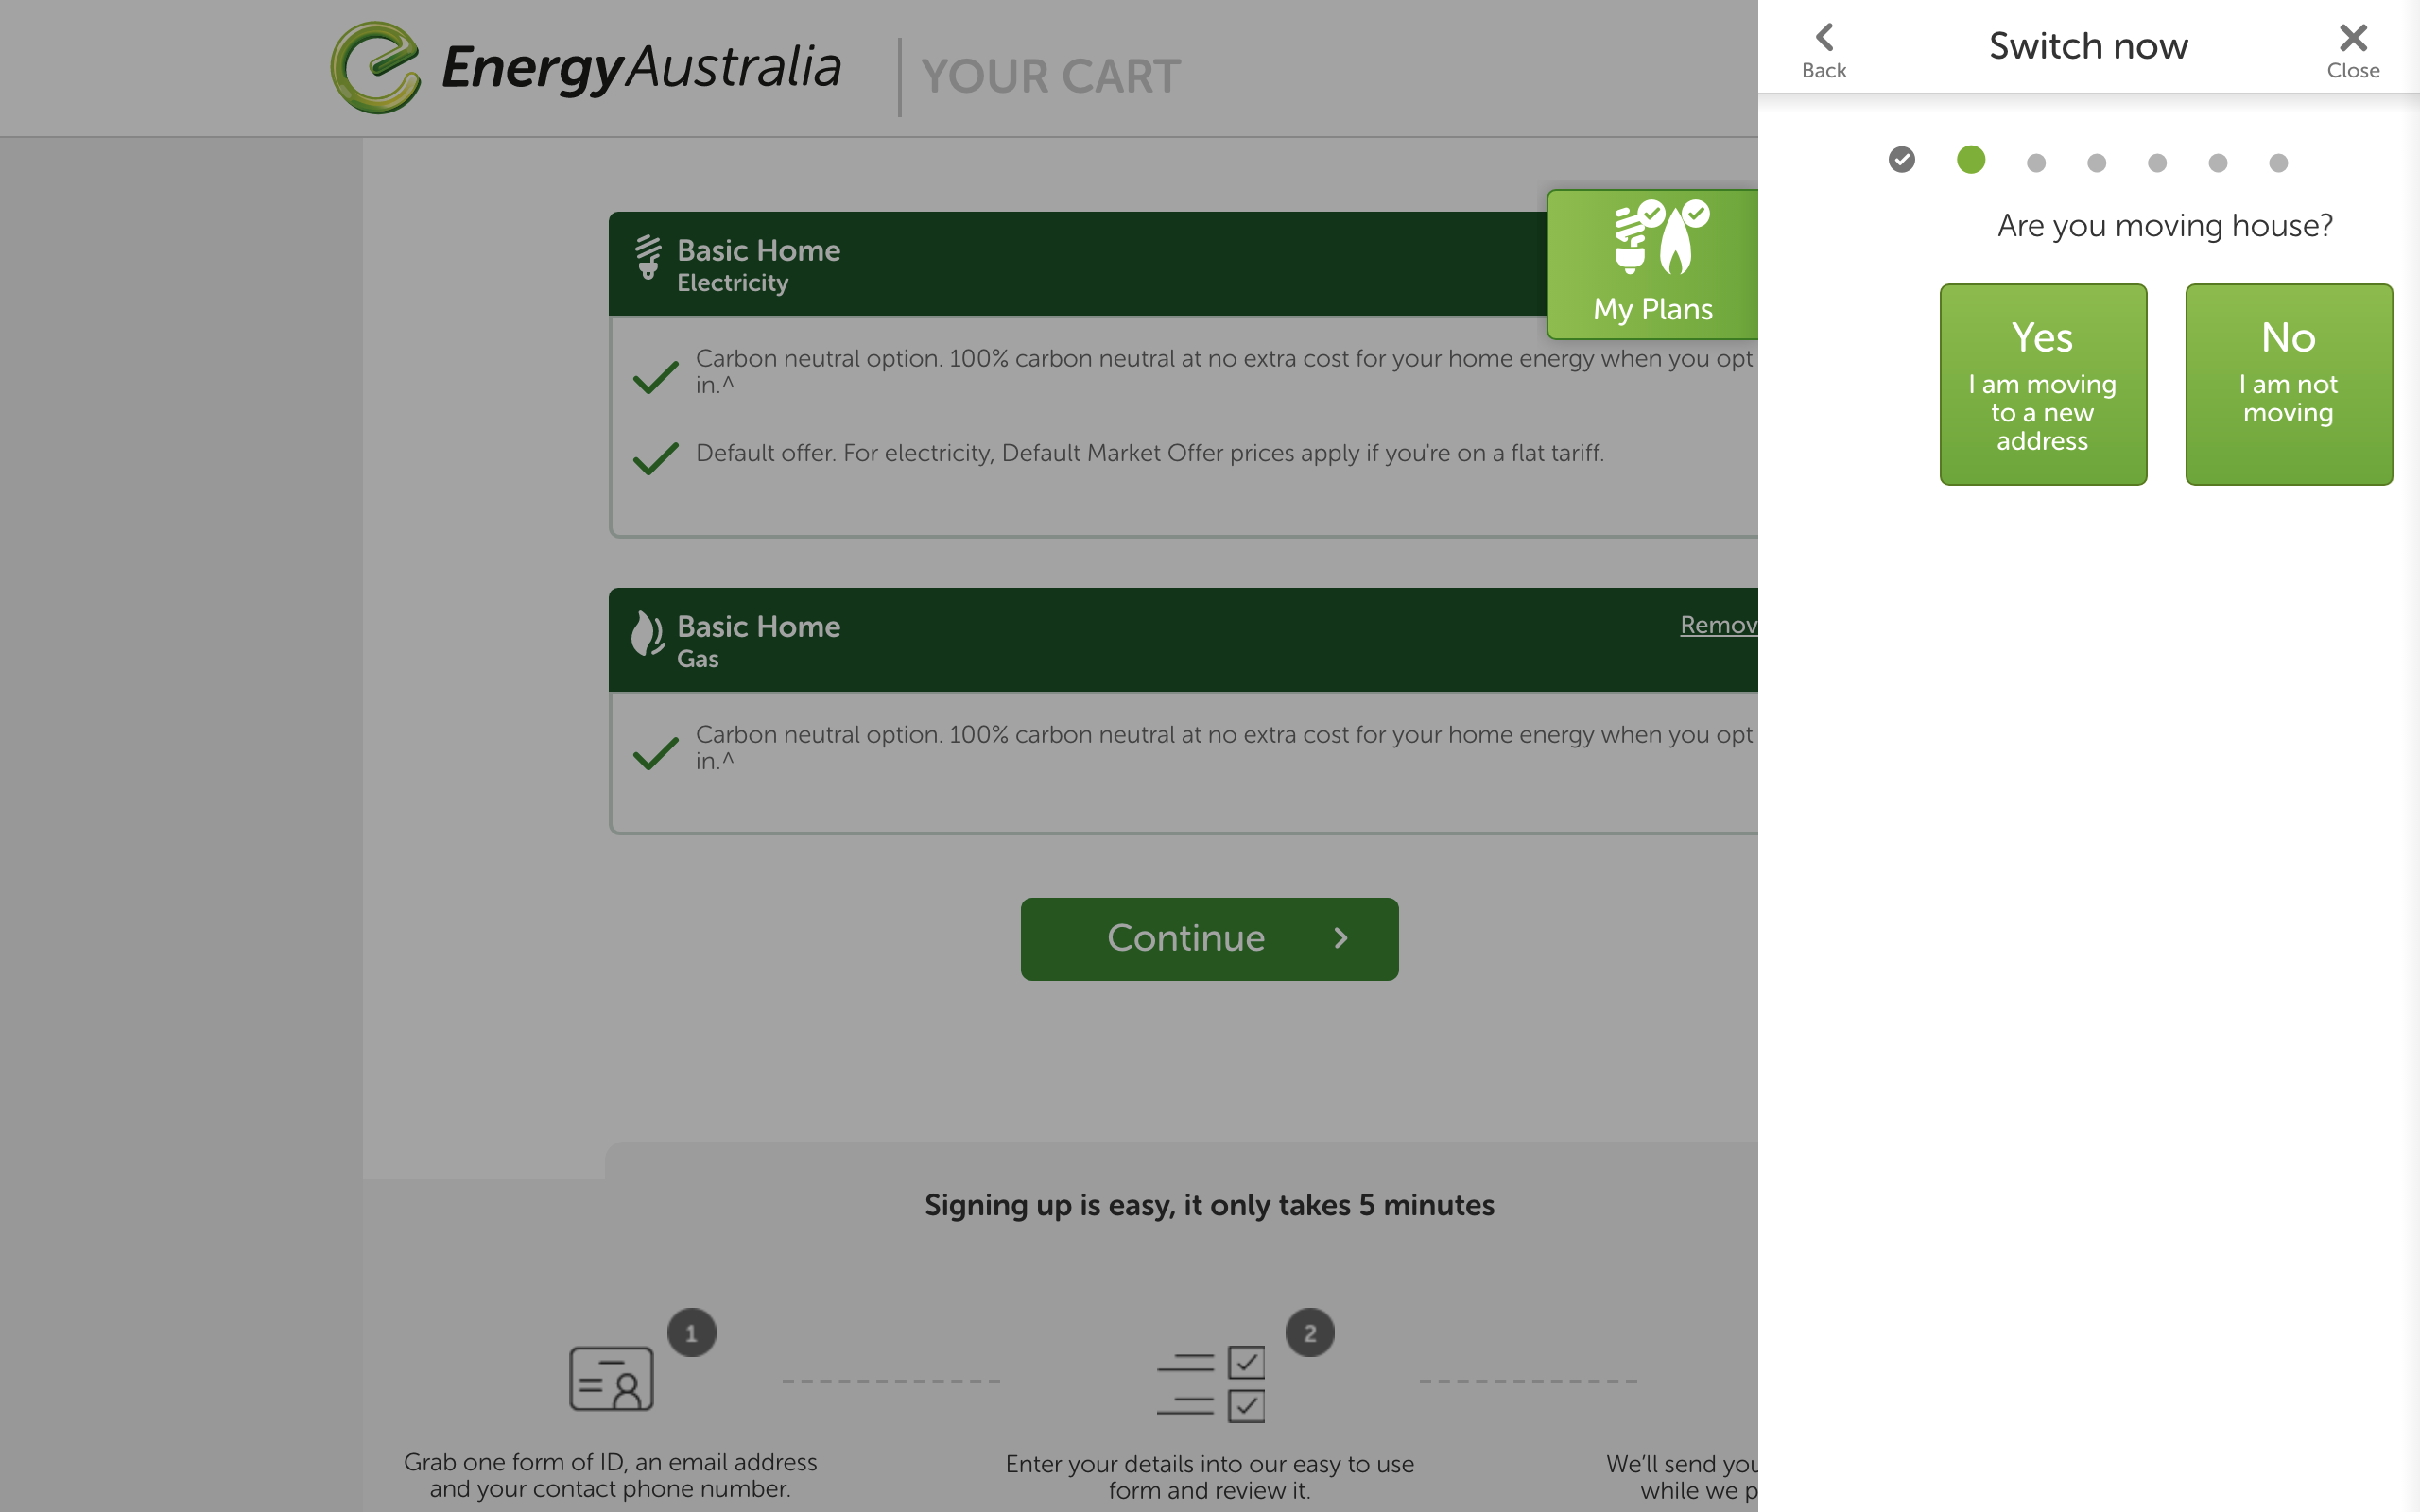 EnergyAustralia
YOUR CART
Back
Switch now
Close
Are you moving house?
Yes
I am moving
to a new
address
No
I am not
moving
My Plans
Basic Home
Electricity
Carbon neutral option. 100% carbon neutral at no extra cost for your home energy when you opt
in.^
Default offer. For electricity, Default Market Offer prices apply if you're on a flat tariff.
Basic Home
Gas
Remov
Carbon neutral option. 100% carbon neutral at no extra cost for your home energy when you opt
in.^
Continue
Signing up is easy, it only takes 5 minutes
1
2
Grab one form of ID, an email address
and your contact phone number.
Enter your details into our easy to use
form and review it.
We'll send you
while we p